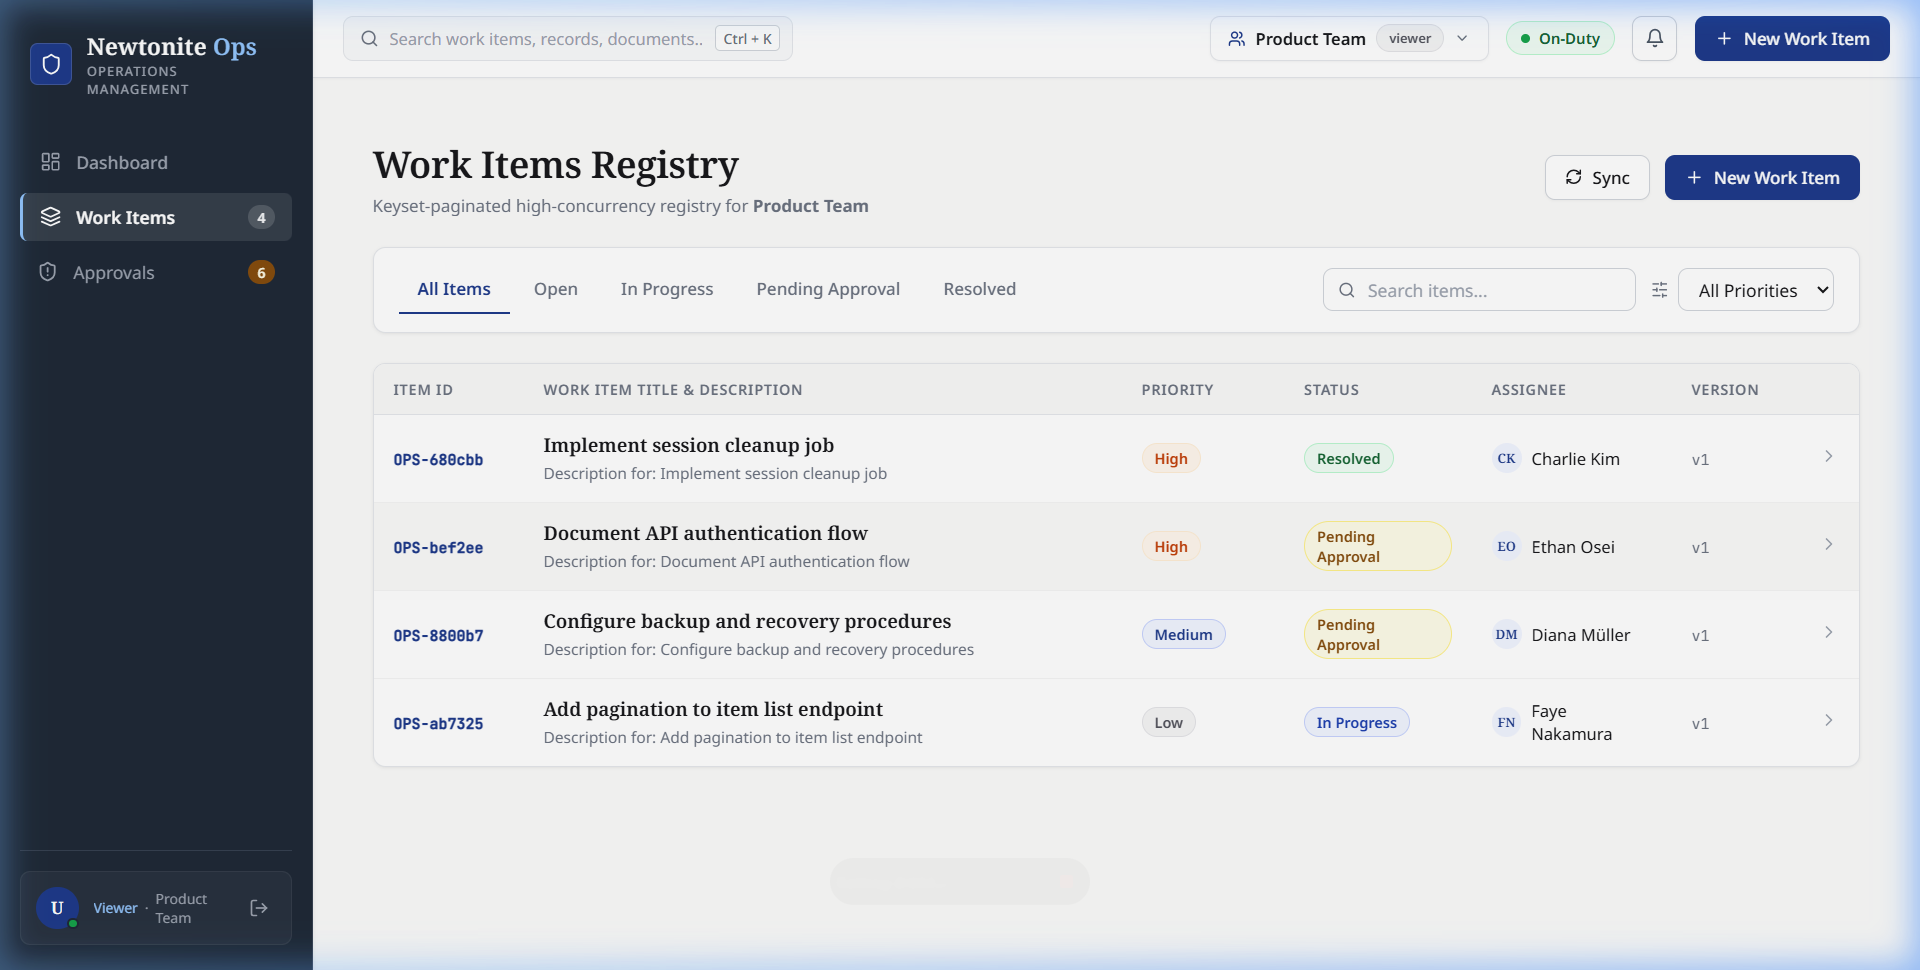 Newtonite Ops
OPERATIONS
MANAGEMENT
Dashboard
Work Items 4
Approvals 6
U Viewer · Product
Team
Search work items, records, documents.. Ctrl + K
Product Team viewer
On-Duty
New Work Item
Work Items Registry
Keyset-paginated high-concurrency registry for Product Team
Sync
New Work Item
All Items Open In Progress Pending Approval Resolved
Search items...
All Priorities
ITEM ID WORK ITEM TITLE & DESCRIPTION PRIORITY STATUS ASSIGNEE VERSION
OPS-680cbb Implement session cleanup job High Resolved CK Charlie Kim v1
Description for: Implement session cleanup job
OPS-bef2ee Document API authentication flow High Pending Approval EO Ethan Osei v1
Description for: Document API authentication flow
OPS-8800b7 Configure backup and recovery procedures Medium Pending Approval DM Diana Müller v1
Description for: Configure backup and recovery procedures
OPS-ab7325 Add pagination to item list endpoint Low In Progress FN Faye Nakamura v1
Description for: Add pagination to item list endpoint